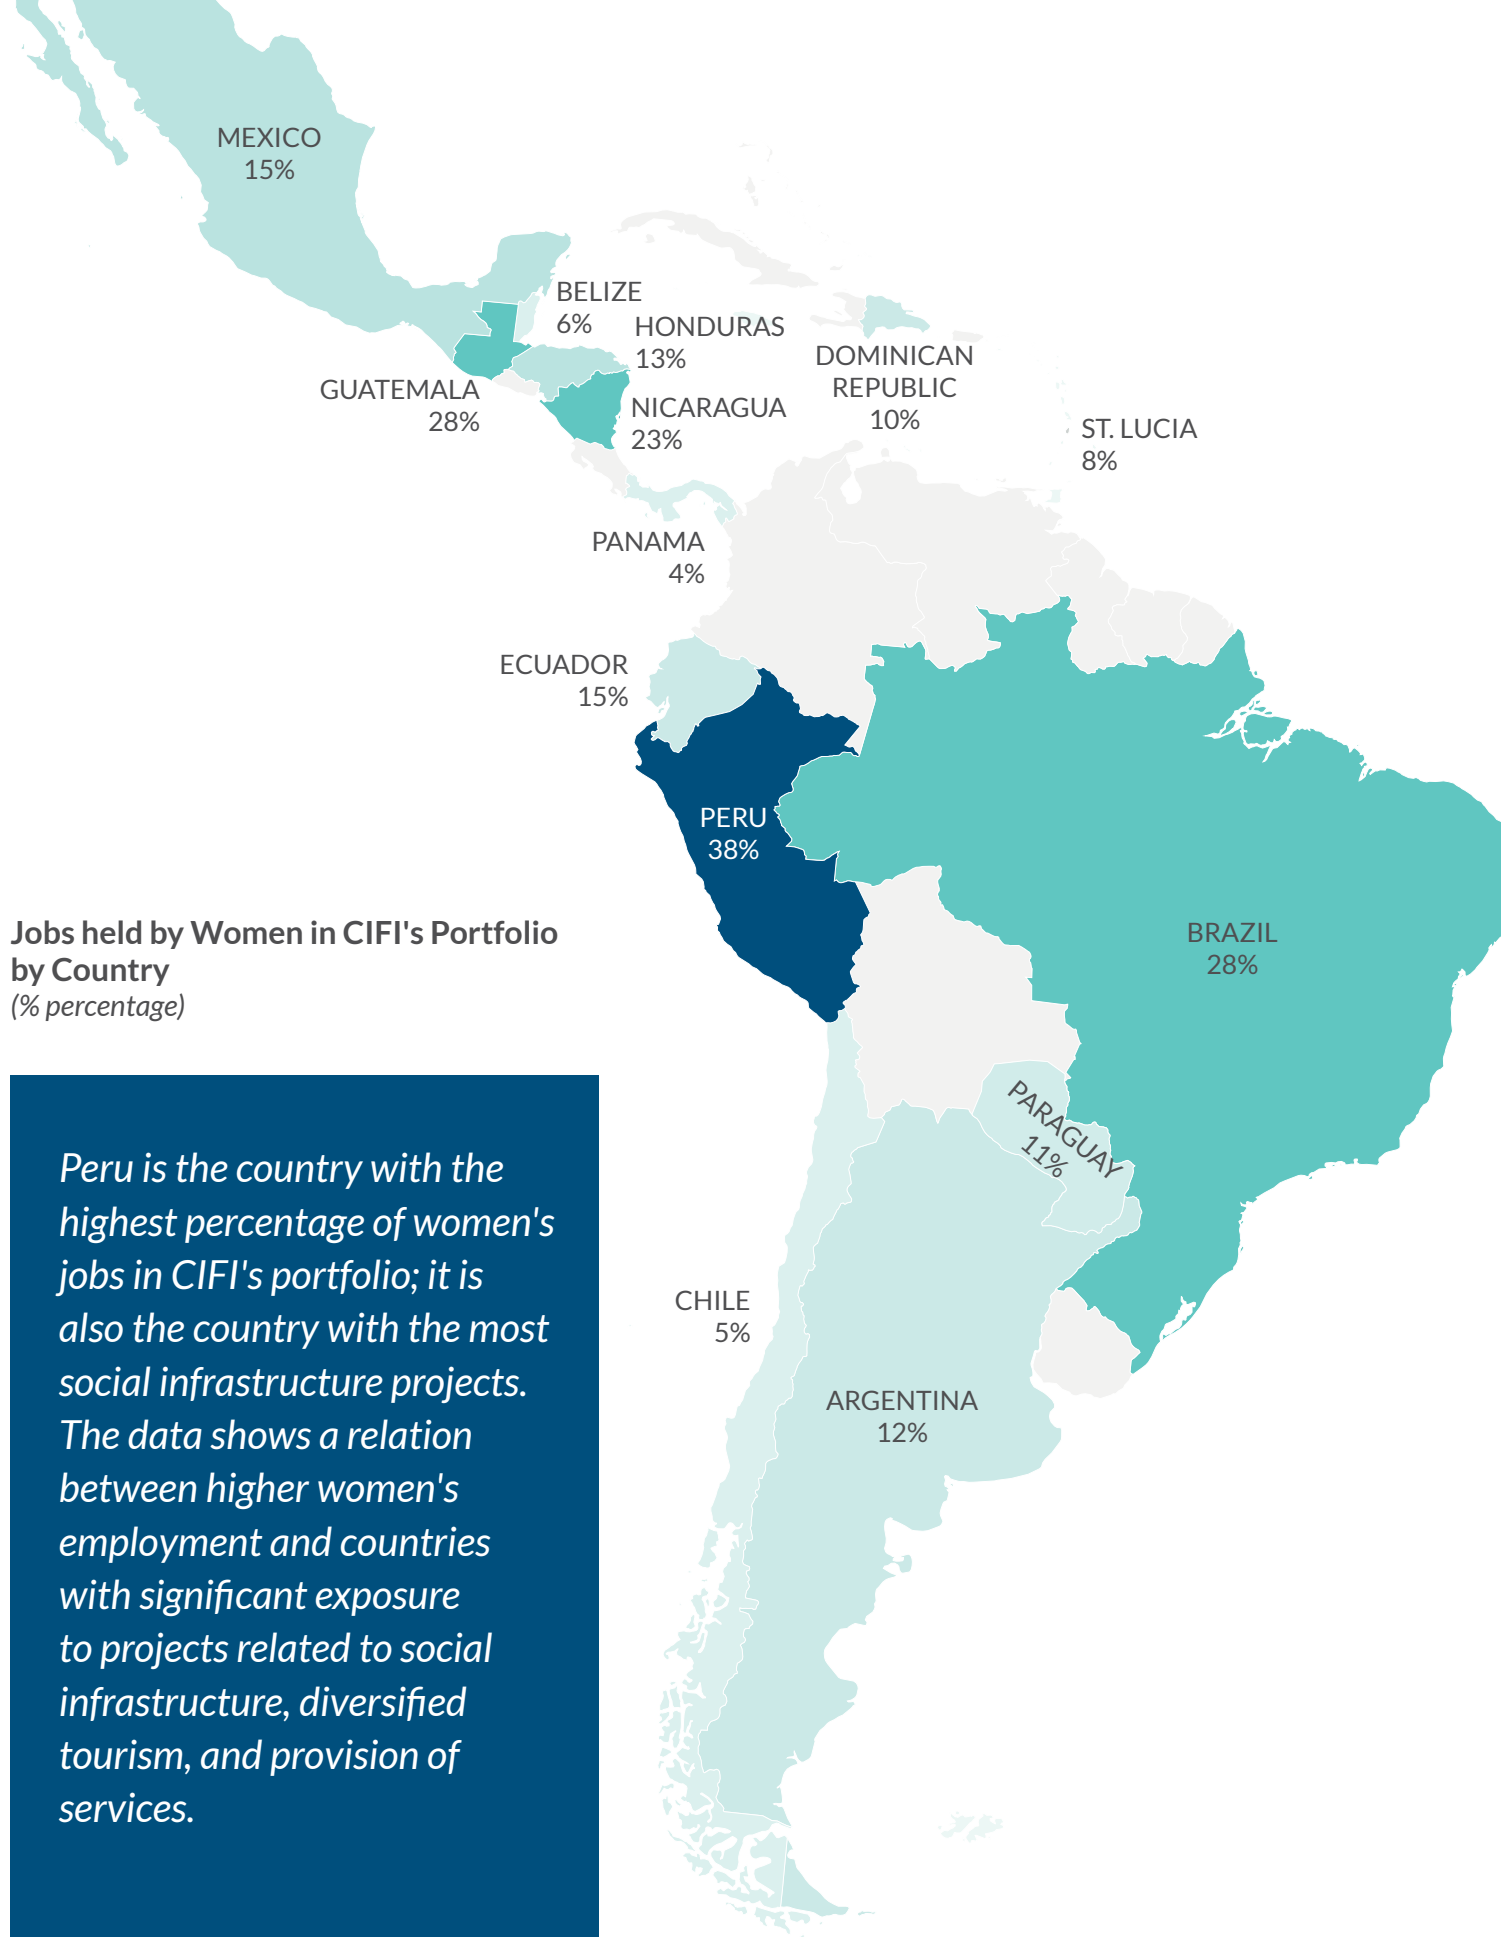 MEXICO
15%
BELIZE
6%
HONDURAS
13%
GUATEMALA
28%
NICARAGUA
23%
DOMINICAN
REPUBLIC
10%
ST. LUCIA
8%
PANAMA
4%
ECUADOR
15%
PERU
38%
BRAZIL
28%
Jobs held by Women in CIFI's Portfolio
by Country
(% percentage)
PARAGUAY
11%
CHILE
5%
ARGENTINA
12%
Peru is the country with the
highest percentage of women's
jobs in CIFI's portfolio; it is
also the country with the most
social infrastructure projects.
The data shows a relation
between higher women's
employment and countries
with significant exposure
to projects related to social
infrastructure, diversified
tourism, and provision of
services.